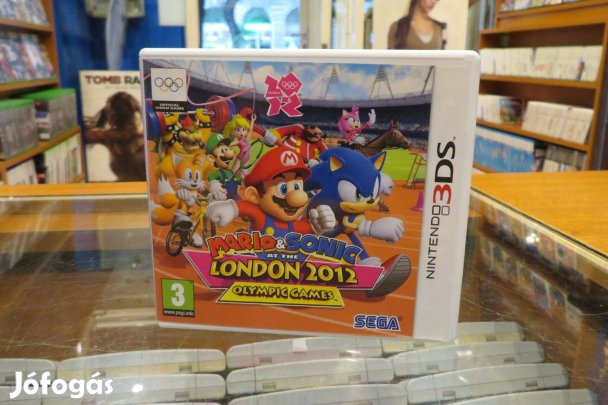 TOMB RA
OFFICIAL
VIDEO GAME
MARIO & SONIC
AT THE
LONDON 2012
OLYMPIC GAMES
3
www.pegi.info
SEGA
NINTENDO 3DS
Jófogás